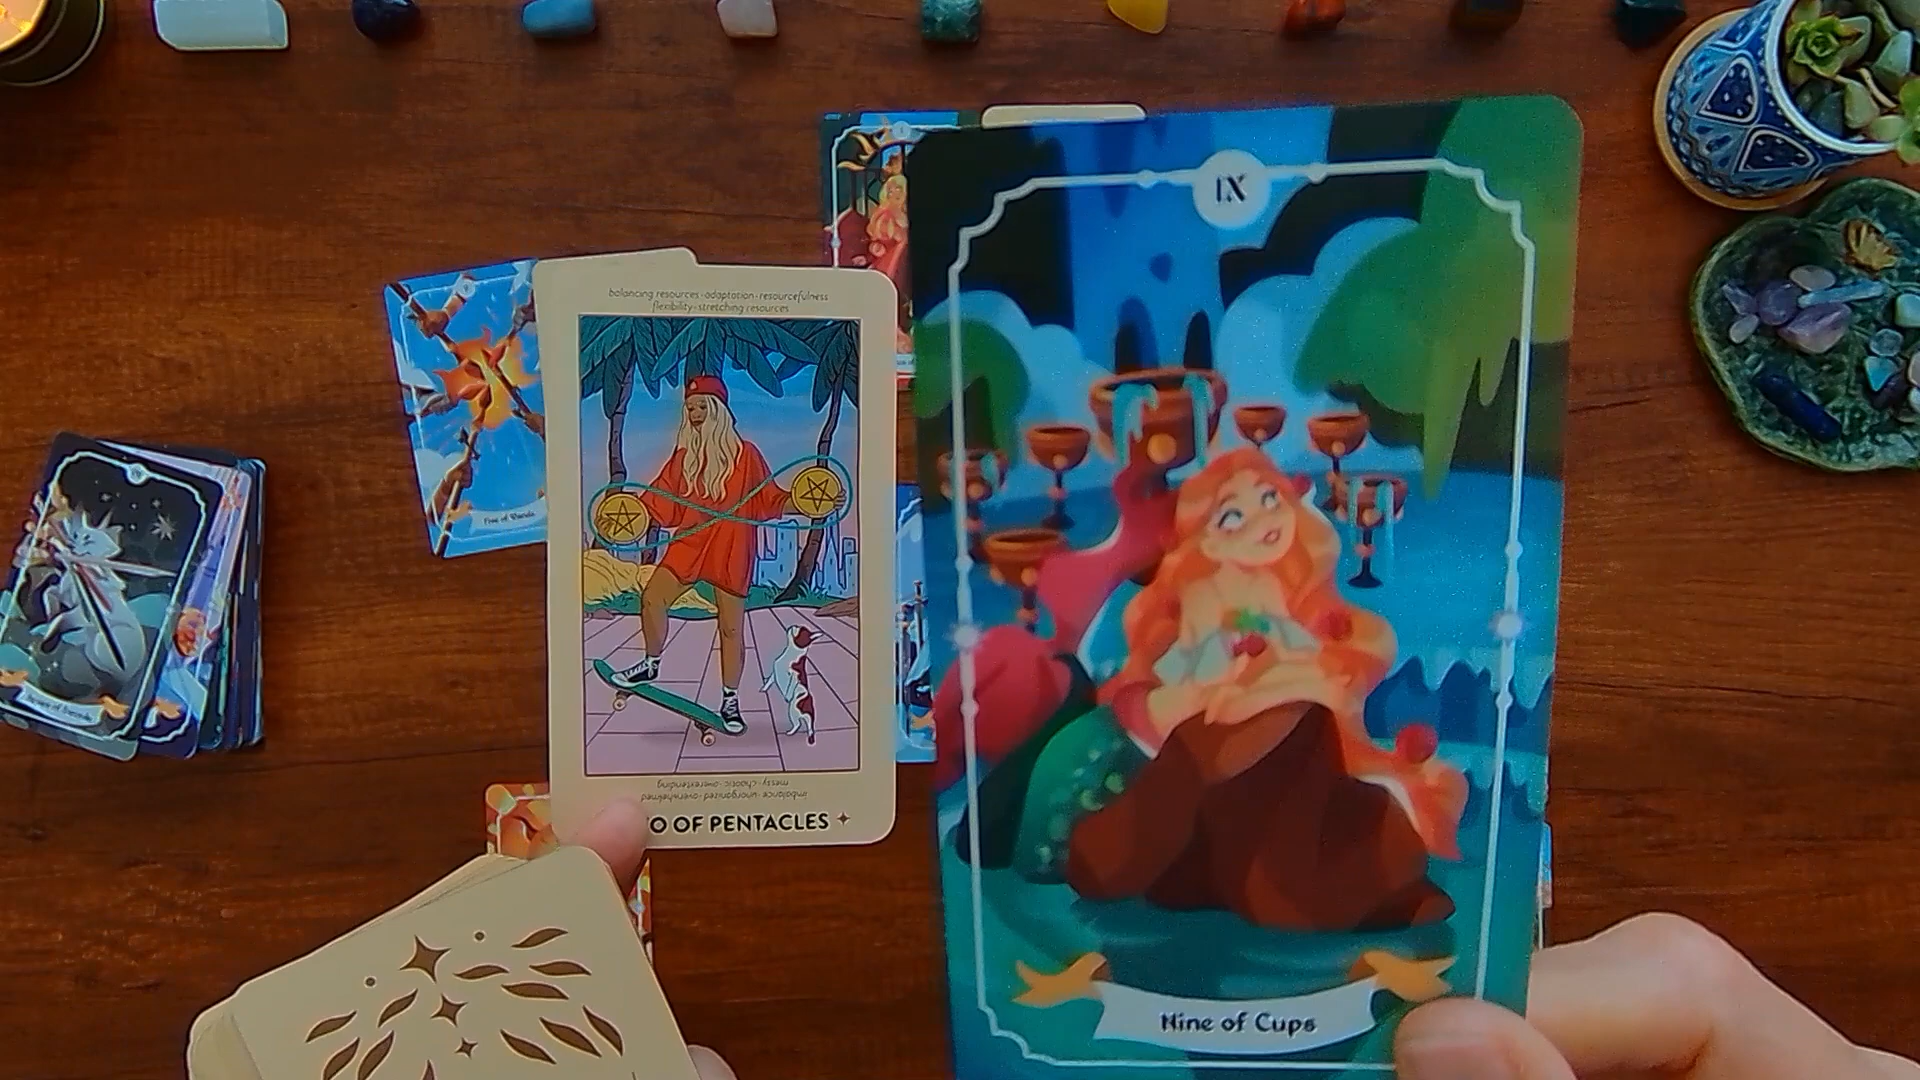 balancing resources·adaptation·resourcefulness
flexibility·stretching resources
imbalance·unorganized·overwhelmed
messy·chaotic·overextending
O OF PENTACLES
IX
Nine of Cups
Five of Wands